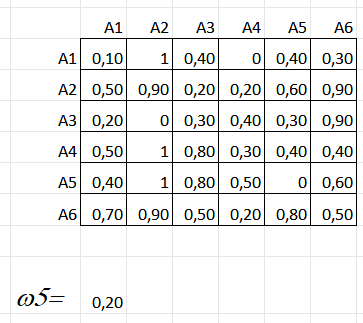 A1 A2 A3 A4 A5 A6
A1 0,10 1 0,40 0 0,40 0,30
A2 0,50 0,90 0,20 0,20 0,60 0,90
A3 0,20 0 0,30 0,40 0,30 0,90
A4 0,50 1 0,80 0,30 0,40 0,40
A5 0,40 1 0,80 0,50 0 0,60
A6 0,70 0,90 0,50 0,20 0,80 0,50
ω5= 0,20